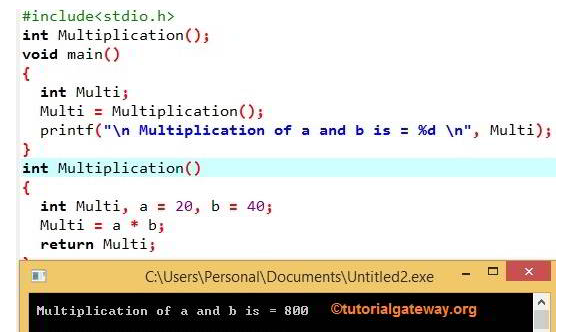 #include<stdio.h>
int Multiplication();
void main()
{
  int Multi;
  Multi = Multiplication();
  printf("\n Multiplication of a and b is = %d \n", Multi);
}
int Multiplication()
{
  int Multi, a = 20, b = 40;
  Multi = a * b;
  return Multi;
C:\Users\Personal\Documents\Untitled2.exe
Multiplication of a and b is = 800 ©tutorialgateway.org